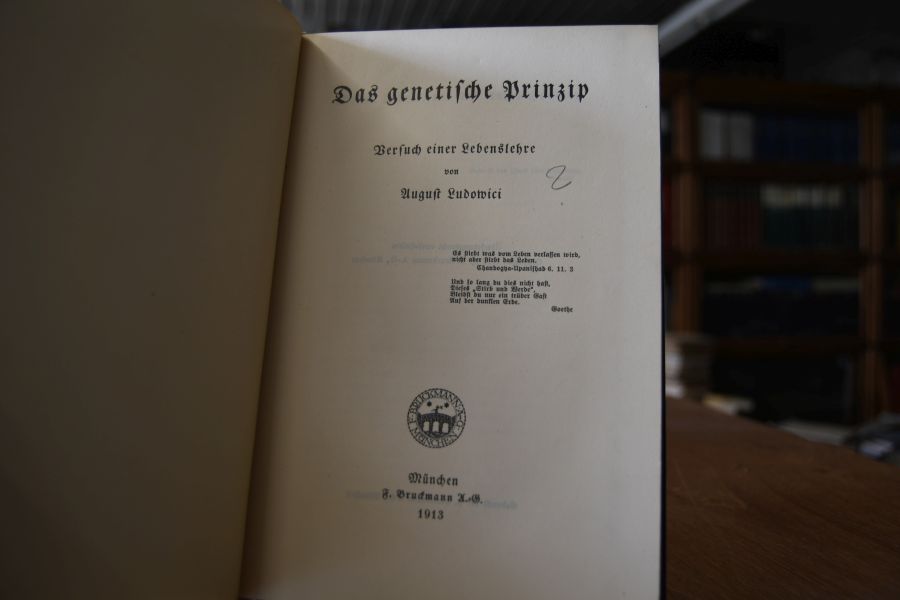 Das genetische Prinzip
Versuch einer Lebenslehre
von
August Ludowici
2
Es stirbt was vom Leben verlassen wird,
nicht aber stirbt das Leben.
Chandogya-Upanishad 6. 11. 3
Und so lang du dies nicht hast,
Dieses „Stirb und Werde“,
Bleibst du nur ein trüber Gast
Auf der dunklen Erde.
Goethe
F. BRUCKMANN A.-G.
MÜNCHEN
München
F. Bruckmann A.-G.
1913